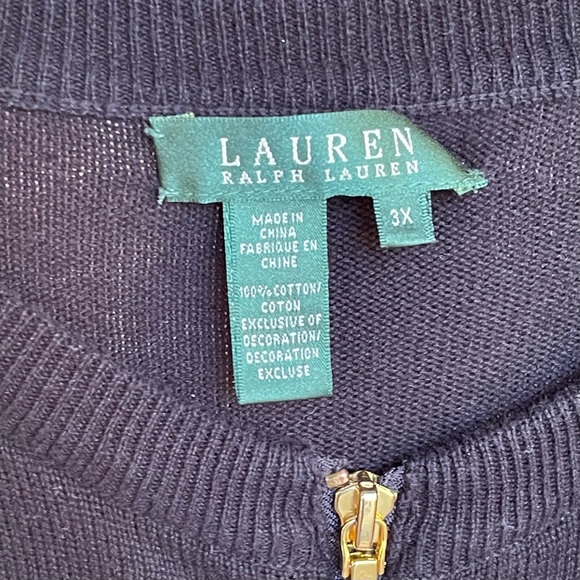 LAUREN
RALPH LAUREN
3X
MADE IN
CHINA
FABRIQUE EN
CHINE
100% COTTON/
COTON
EXCLUSIVE OF
DECORATION/
DECORATION
EXCLUSE